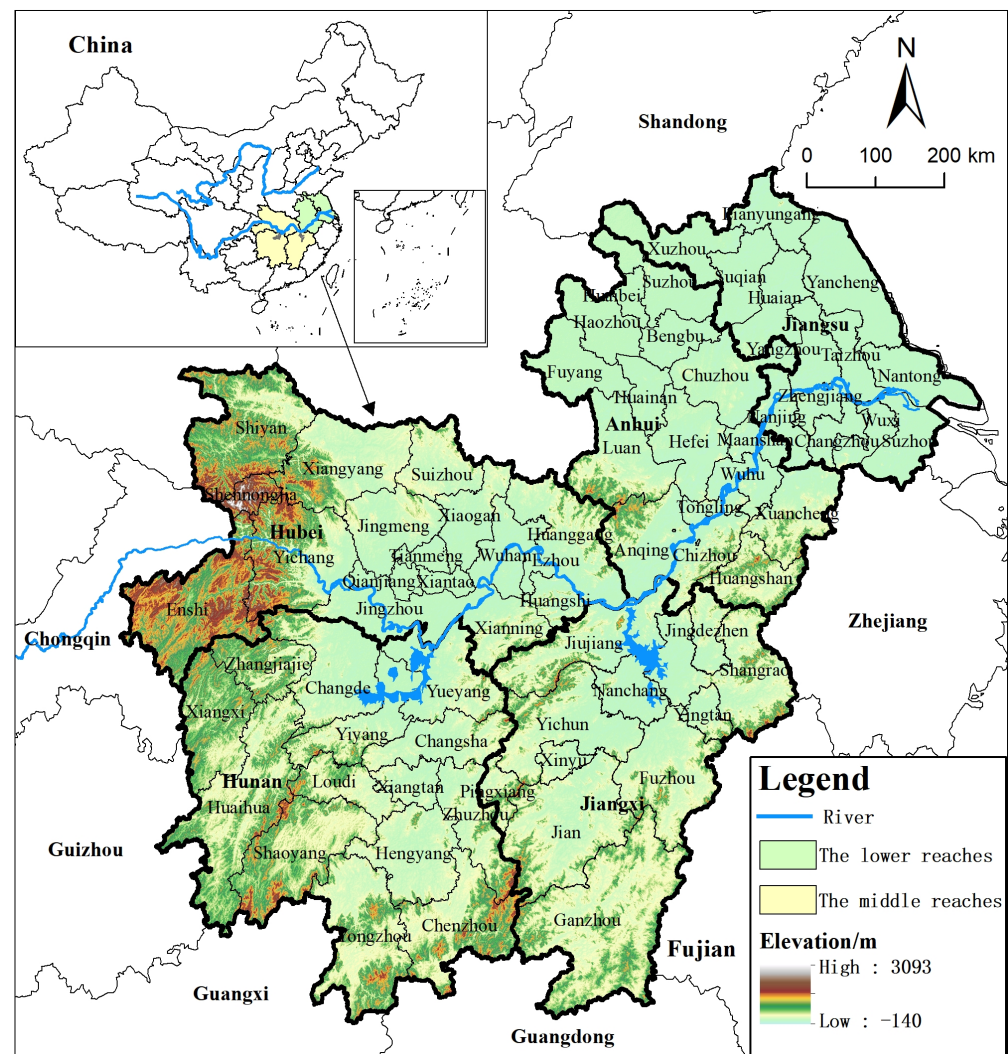 China
N
Shandong
0 100 200 km
Lianyungang
Xuzhou
Suqian
Yancheng
Suzhou
Huaibei
Huaian
Haozhou
Jiangsu
Bengbu
Yangzhou
Taizhou
Fuyang
Chuzhou
Nantong
Huainan
Zhengjiang
Nanjing
Wuxi
Anhui
Luan
Hefei
Maanshan
Changzhou
Suzhou
Wuhu
Shiyan
Xiangyang
Suizhou
Shennongjia
Tongling
Xuancheng
Xiaogan
Jingmeng
Huanggang
Hubei
Yichang
Tianmeng
Wuhan
Ezhou
Anqing
Chizhou
Huangshan
Qianjiang
Xiantao
Enshi
Jingzhou
Huangshi
Xianning
Zhejiang
Chongqin
Jiujiang
Jingdezhen
Zhangjiajie
Shangrao
Changde
Yueyang
Nanchang
Xiangxi
Yingtan
Yichun
Yiyang
Changsha
Xinyu
Hunan
Loudi
Xiangtan
Pingxiang
Fuzhou
Huaihua
Zhuzhou
Jiangxi
Jian
Guizhou
Shaoyang
Hengyang
Chenzhou
Ganzhou
Yongzhou
Fujian
Guangxi
Guangdong
Legend
River
The lower reaches
The middle reaches
Elevation/m
High : 3093
Low : -140